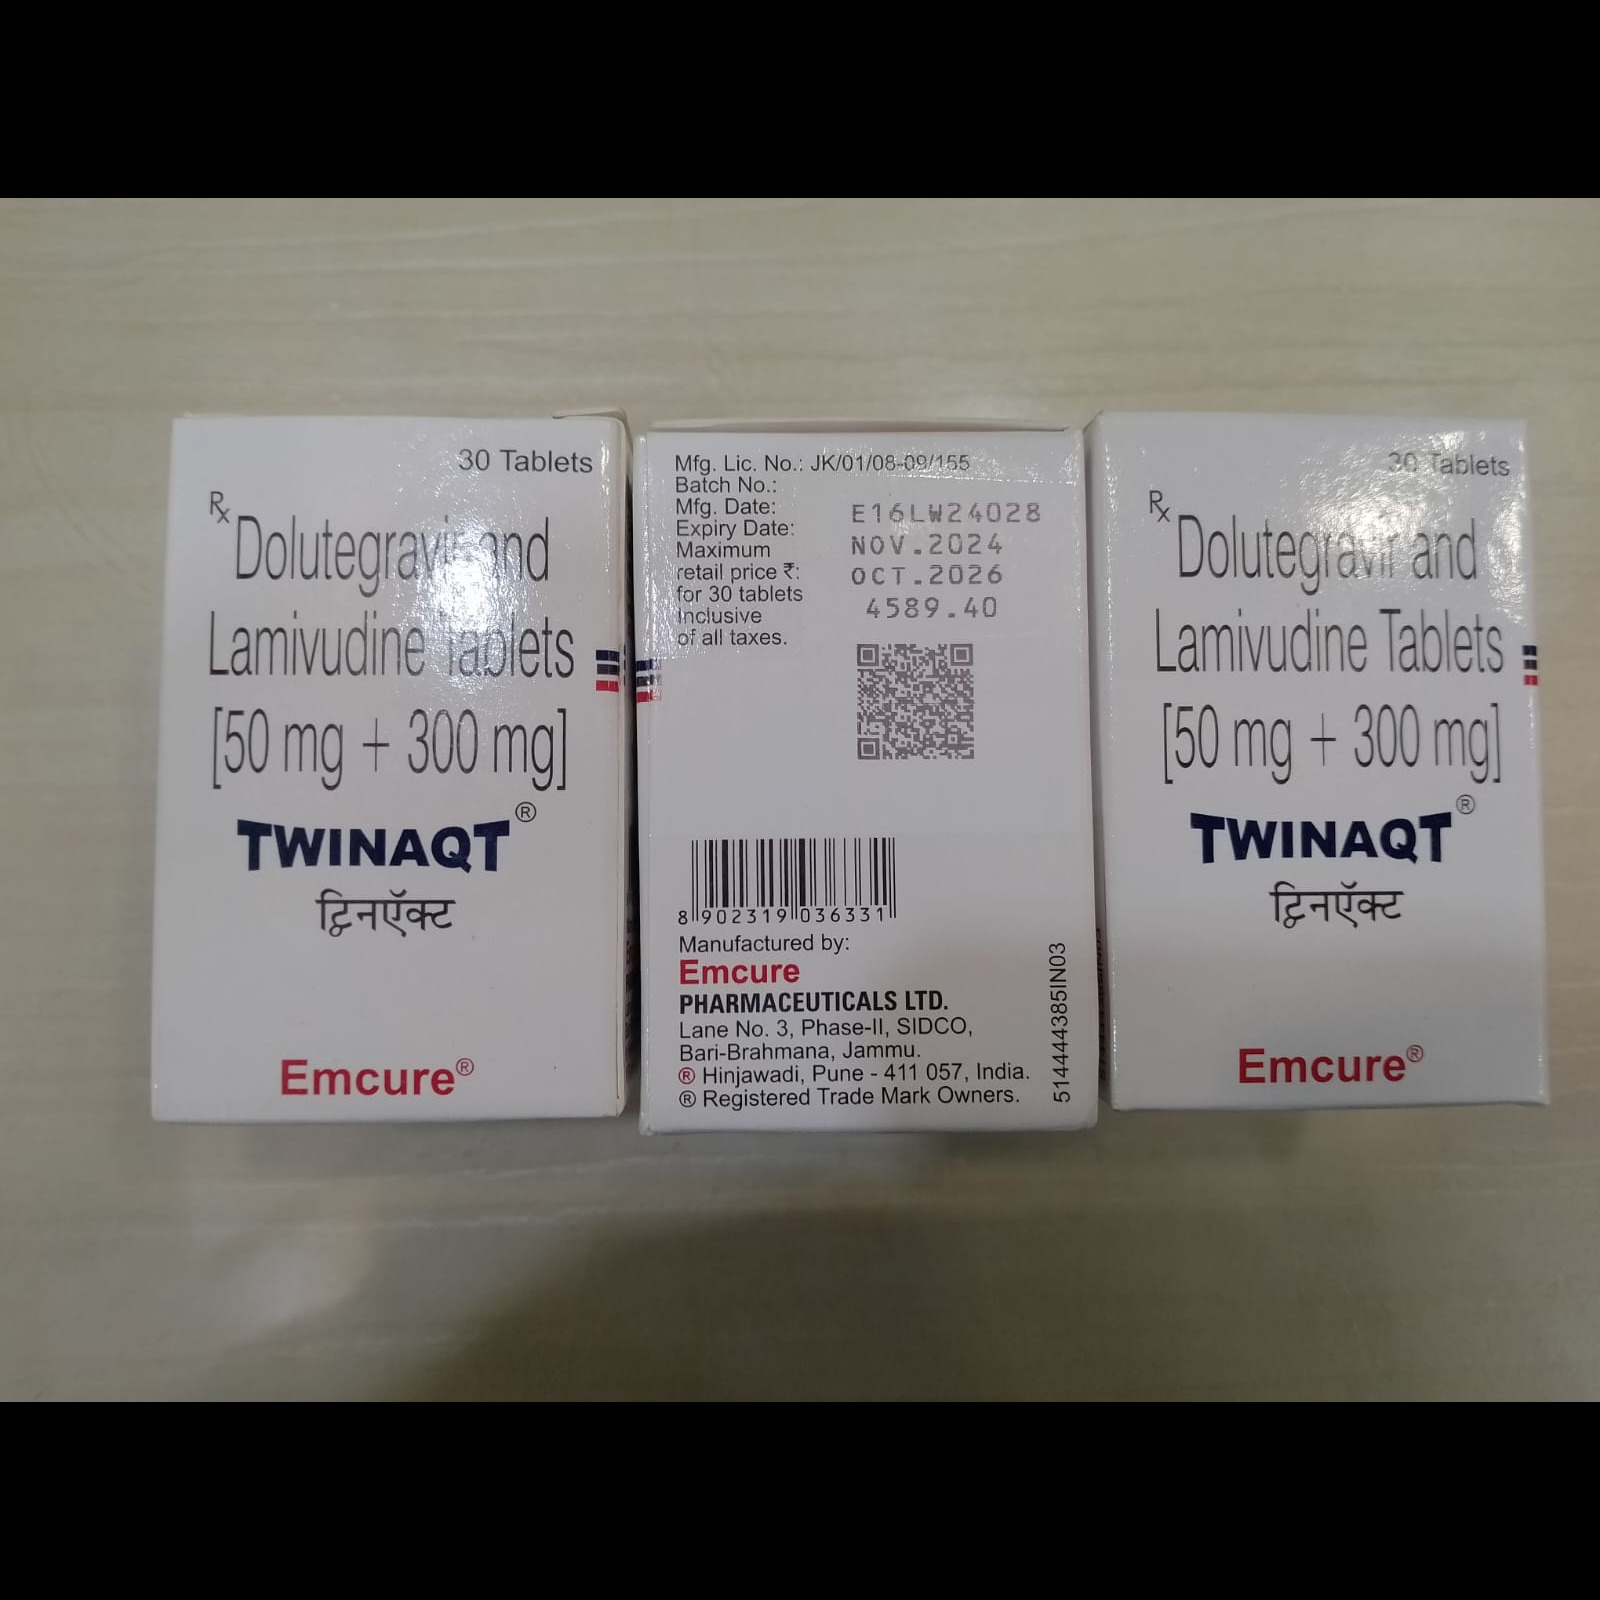 30 Tablets
Rx
Dolutegravir and
Lamivudine Tablets
[50 mg + 300 mg]
TWINAQT®
ट्विनऍक्ट
Emcure®
Mfg. Lic. No.: JK/01/08-09/155
Batch No.:
Mfg. Date:
Expiry Date:
Maximum
retail price ₹:
for 30 tablets
Inclusive
of all taxes.
E16LW24028
NOV.2024
OCT.2026
4589.40
8 902319 036331
Manufactured by:
Emcure
PHARMACEUTICALS LTD.
Lane No. 3, Phase-II, SIDCO,
Bari-Brahmana, Jammu.
® Hinjawadi, Pune - 411 057, India.
® Registered Trade Mark Owners.
514444385IN03
30 Tablets
Rx
Dolutegravir and
Lamivudine Tablets
[50 mg + 300 mg]
TWINAQT®
ट्विनऍक्ट
Emcure®